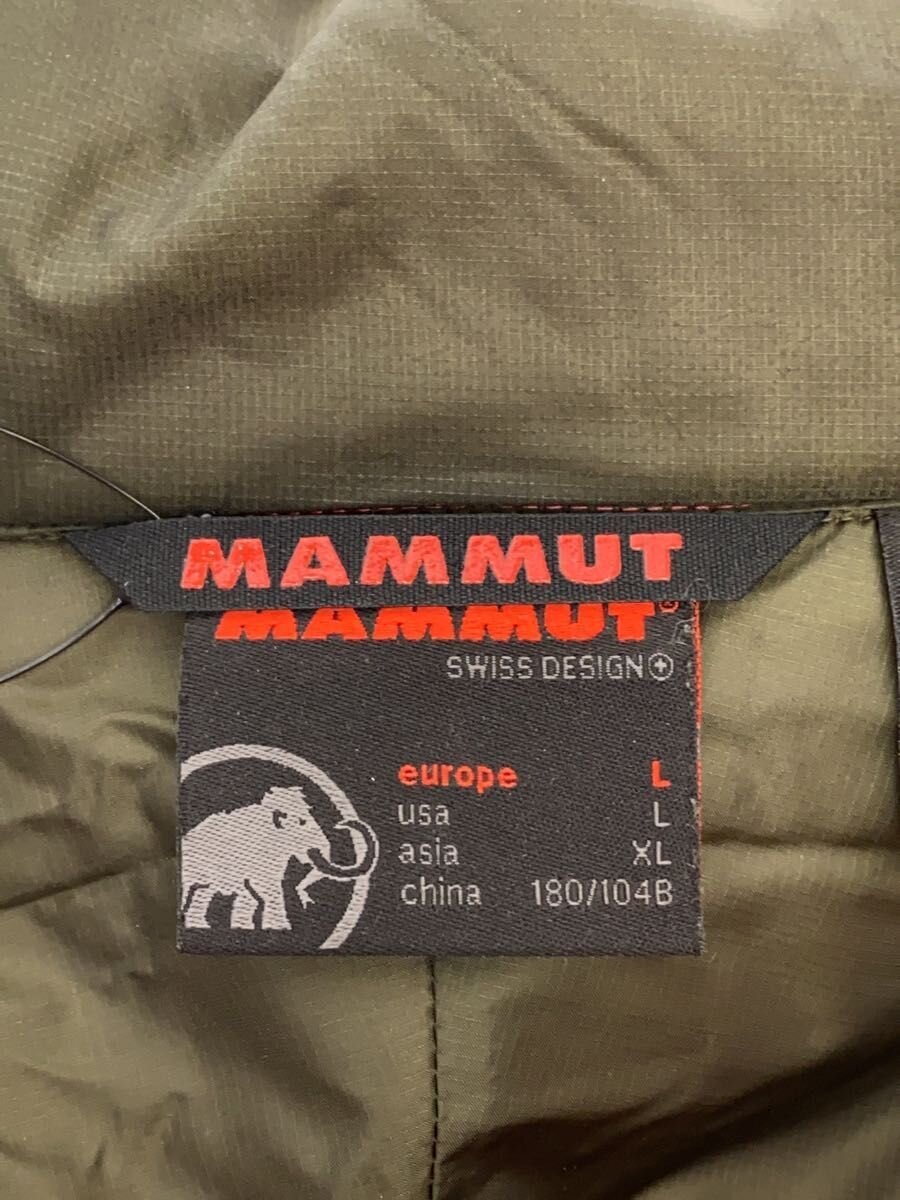 MAMMUT
MAMMUT®
SWISS DESIGN
europe L
usa L
asia XL
china 180/104B